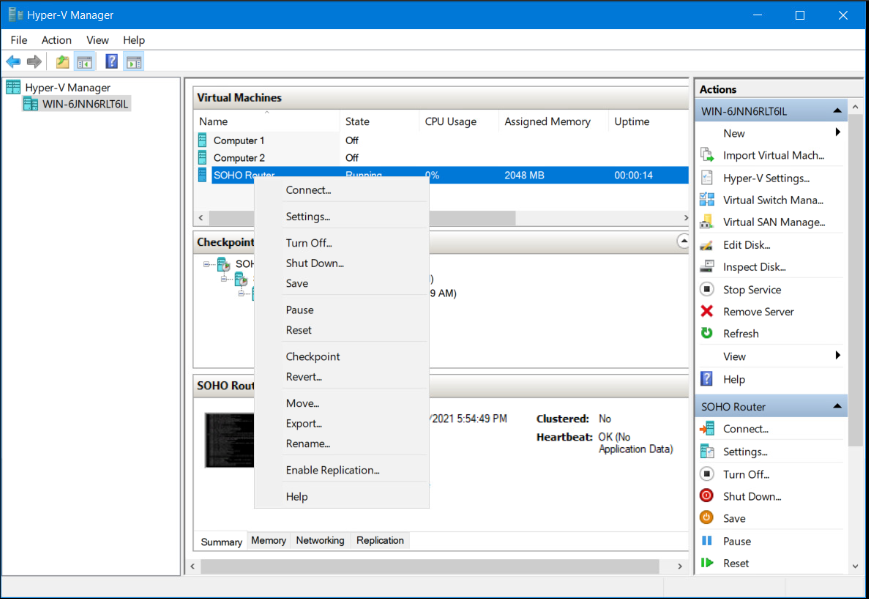 Hyper-V Manager
File Action View Help
Hyper-V Manager
WIN-6JNN6RLT6IL
Virtual Machines
Name State CPU Usage Assigned Memory Uptime
Computer 1 Off
Computer 2 Off
SOHO Router Running 0% 2048 MB 00:00:14
Connect...
Settings...
Turn Off...
Shut Down...
Save
Pause
Reset
Checkpoint
Revert...
Move...
Export...
Rename...
Enable Replication...
Help
Checkpoint
SOH
)
9 AM)
SOHO Rout
/2021 5:54:49 PM
Clustered: No
Heartbeat: OK (No
Application Data)
Summary Memory Networking Replication
Actions
WIN-6JNN6RLT6IL
New
Import Virtual Mach...
Hyper-V Settings...
Virtual Switch Mana...
Virtual SAN Manage...
Edit Disk...
Inspect Disk...
Stop Service
Remove Server
Refresh
View
Help
SOHO Router
Connect...
Settings...
Turn Off...
Shut Down...
Save
Pause
Reset